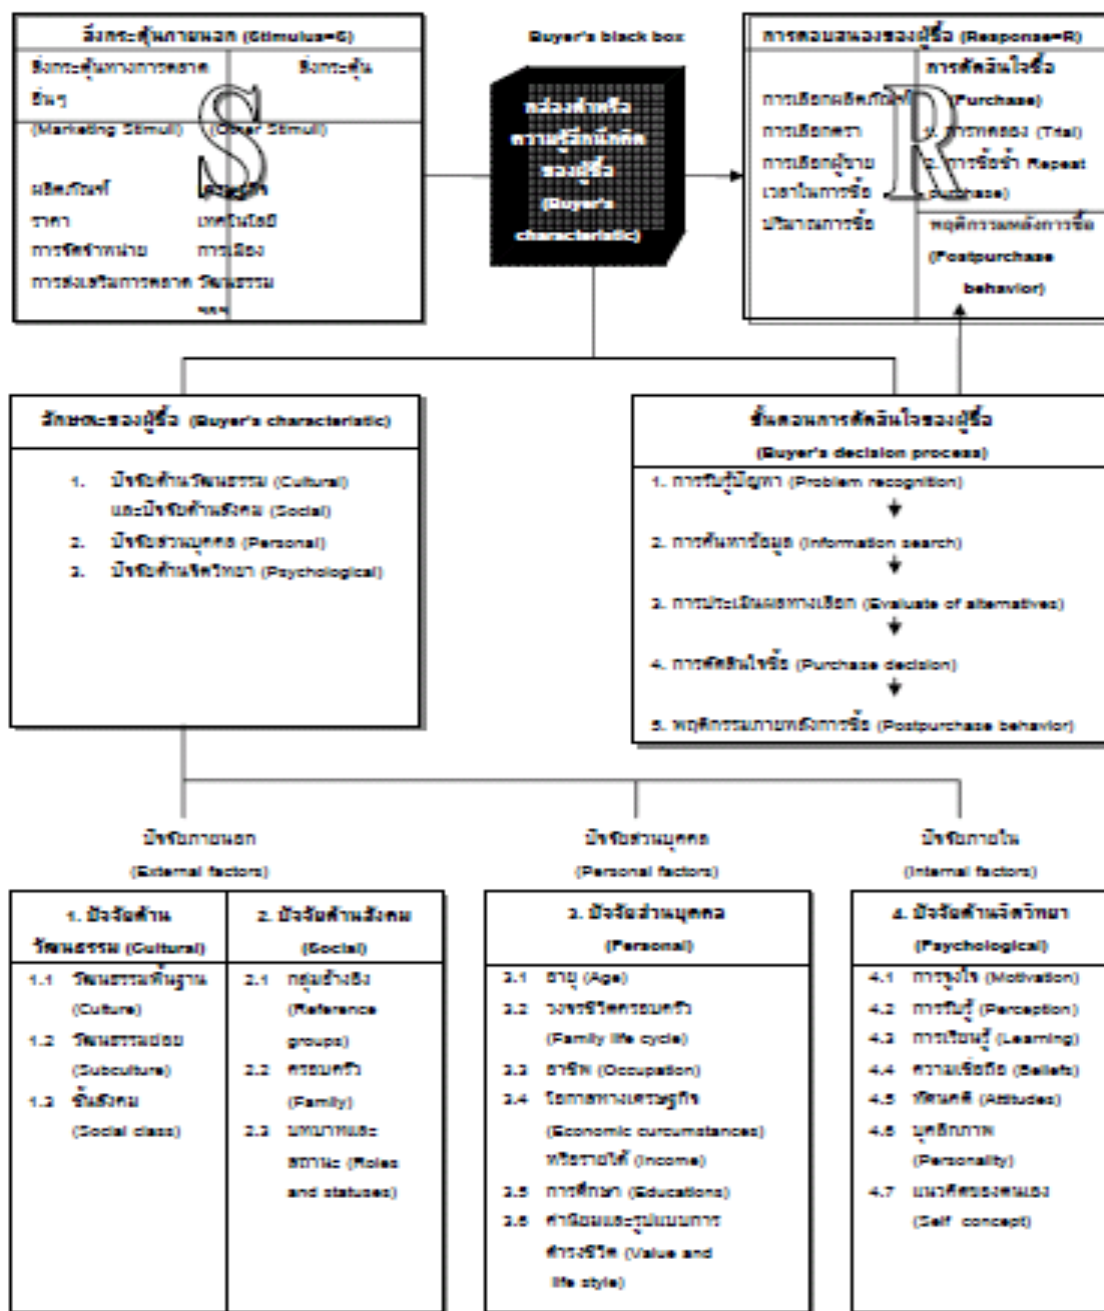 สิ่งกระตุ้นภายนอก (Stimulus=S)
สิ่งกระตุ้นทางการตลาด สิ่งกระตุ้น
อื่นๆ
(Marketing Stimuli) (Other Stimuli)
S
ผลิตภัณฑ์ เศรษฐกิจ
ราคา เทคโนโลยี
การจัดจำหน่าย การเมือง
การส่งเสริมการตลาด วัฒนธรรม
ฯลฯ
Buyer's black box
กล่องดำหรือ
ความรู้สึกนึกคิด
ของผู้ซื้อ
(Buyer's
characteristic)
การตอบสนองของผู้ซื้อ (Response=R)
R
การเลือกผลิตภัณฑ์
การเลือกตรา
การเลือกผู้ขาย
เวลาในการซื้อ
ปริมาณการซื้อ
การตัดสินใจซื้อ
(Purchase)
1. การทดลอง (Trial)
2. การซื้อซ้ำ Repeat
purchase)
พฤติกรรมหลังการซื้อ
(Postpurchase
behavior)
ลักษณะของผู้ซื้อ (Buyer's characteristic)
1. ปัจจัยด้านวัฒนธรรม (Cultural)
และปัจจัยด้านสังคม (Social)
2. ปัจจัยส่วนบุคคล (Personal)
3. ปัจจัยด้านจิตวิทยา (Psychological)
ขั้นตอนการตัดสินใจของผู้ซื้อ
(Buyer's decision process)
1. การรับรู้ปัญหา (Problem recognition)
2. การค้นหาข้อมูล (Information search)
3. การประเมินผลทางเลือก (Evaluate of alternatives)
4. การตัดสินใจซื้อ (Purchase decision)
5. พฤติกรรมภายหลังการซื้อ (Postpurchase behavior)
ปัจจัยภายนอก
(External factors)
ปัจจัยส่วนบุคคล
(Personal factors)
ปัจจัยภายใน
(Internal factors)
1. ปัจจัยด้าน
วัฒนธรรม (Cultural)
1.1 วัฒนธรรมพื้นฐาน
(Culture)
1.2 วัฒนธรรมย่อย
(Subculture)
1.3 ชั้นสังคม
(Social class)
2. ปัจจัยด้านสังคม
(Social)
2.1 กลุ่มอ้างอิง
(Reference
groups)
2.2 ครอบครัว
(Family)
2.3 บทบาทและ
สถานะ (Roles
and statuses)
3. ปัจจัยส่วนบุคคล
(Personal)
3.1 อายุ (Age)
3.2 วงจรชีวิตครอบครัว
(Family life cycle)
3.3 อาชีพ (Occupation)
3.4 โอกาสทางเศรษฐกิจ
(Economic curcumstances)
หรือรายได้ (Income)
3.5 การศึกษา (Educations)
3.6 ค่านิยมและรูปแบบการ
ดำรงชีวิต (Value and
life style)
4. ปัจจัยด้านจิตวิทยา
(Psychological)
4.1 การจูงใจ (Motivation)
4.2 การรับรู้ (Perception)
4.3 การเรียนรู้ (Learning)
4.4 ความเชื่อถือ (Beliefs)
4.5 ทัศนคติ (Attitudes)
4.6 บุคลิกภาพ
(Personality)
4.7 แนวคิดของตนเอง
(Self concept)